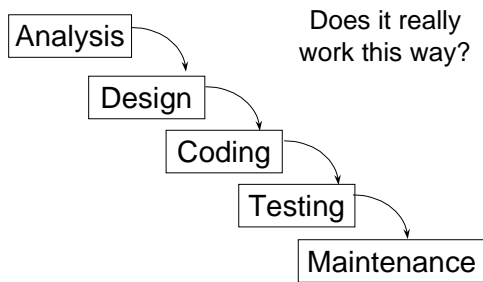 Does it really
work this way?
Analysis
Design
Coding
Testing
Maintenance